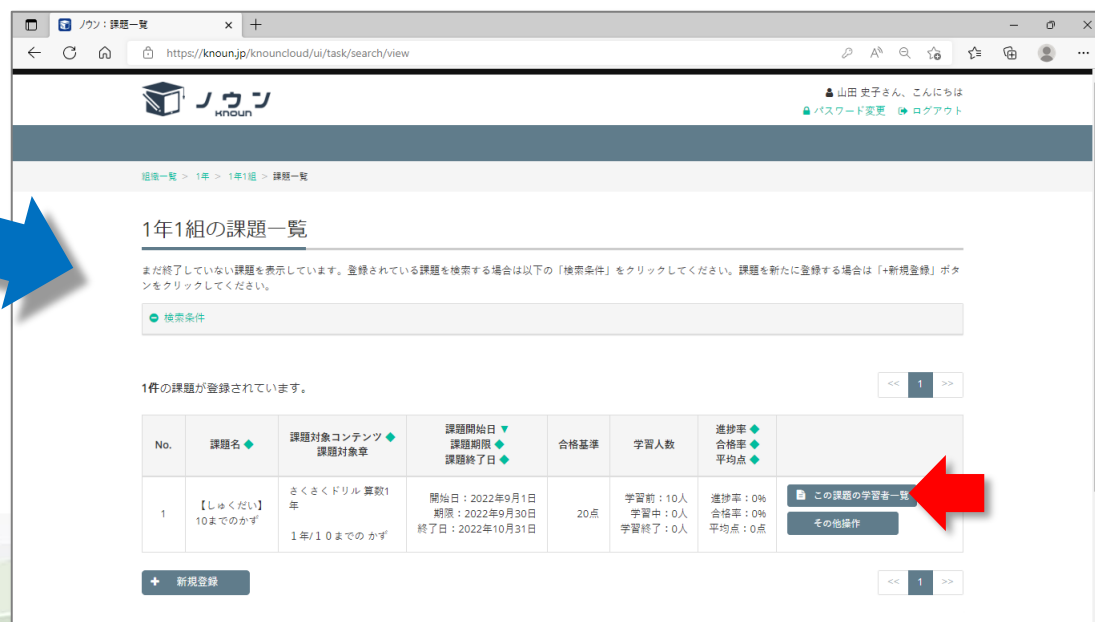 ノウン：課題一覧
https://knoun.jp/knouncloud/ui/task/search/view
ノウン
KNOUN
山田 史子さん、こんにちは
パスワード変更 ログアウト
組織一覧 > 1年 > 1年1組 > 課題一覧
1年1組の課題一覧
まだ終了していない課題を表示しています。登録されている課題を検索する場合は以下の「検索条件」をクリックしてください。課題を新たに登録する場合は「+新規登録」ボタ
ンをクリックしてください。
検索条件
1件の課題が登録されています。
<< 1 >>
No. 課題名 課題対象コンテンツ 課題対象章 課題開始日 課題期限 課題終了日 合格基準 学習人数 進捗率 合格率 平均点
1 【しゅくだい】10までのかず さくさくドリル 算数1年 1年/１０までの かず 開始日：2022年9月1日 期限：2022年9月30日 終了日：2022年10月31日 20点 学習前：10人 学習中：0人 学習終了：0人 進捗率：0% 合格率：0% 平均点：0点 この課題の学習者一覧
その他操作
+ 新規登録
<< 1 >>